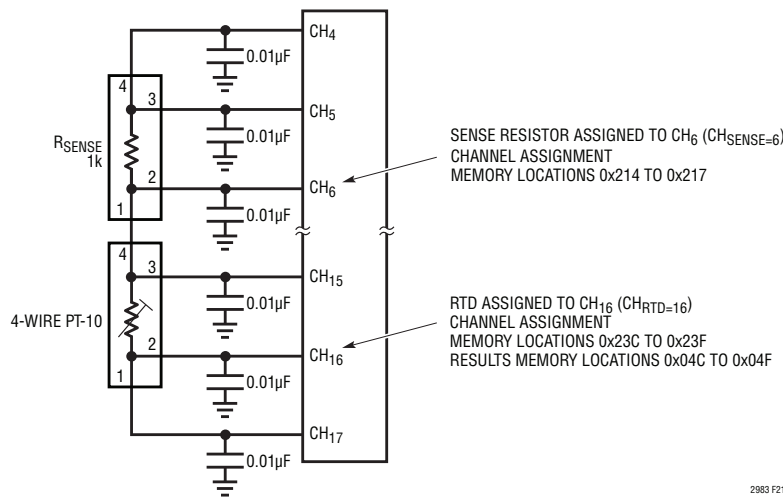 CH4
0.01µF
4
3
CH5
RSENSE
1k
0.01µF
2
CH6
1
0.01µF
SENSE RESISTOR ASSIGNED TO CH6 (CHSENSE=6)
CHANNEL ASSIGNMENT
MEMORY LOCATIONS 0x214 TO 0x217
4
3
CH15
4-WIRE PT-10
0.01µF
2
CH16
1
0.01µF
RTD ASSIGNED TO CH16 (CHRTD=16)
CHANNEL ASSIGNMENT
MEMORY LOCATIONS 0x23C TO 0x23F
RESULTS MEMORY LOCATIONS 0x04C TO 0x04F
CH17
0.01µF
2983 F21